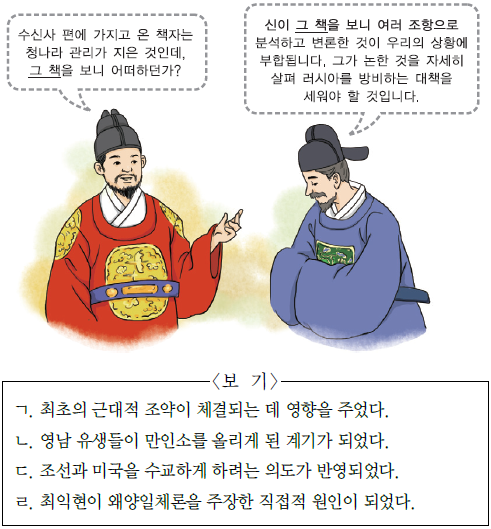 수신사 편에 가지고 온 책자는
청나라 관리가 지은 것인데,
그 책을 보니 어떠하던가?
신이 그 책을 보니 여러 조항으로
분석하고 변론한 것이 우리의 상황에
부합됩니다. 그가 논한 것을 자세히
살펴 러시아를 방비하는 대책을
세워야 할 것입니다.
〈보 기〉
ㄱ. 최초의 근대적 조약이 체결되는 데 영향을 주었다.
ㄴ. 영남 유생들이 만인소를 올리게 된 계기가 되었다.
ㄷ. 조선과 미국을 수교하게 하려는 의도가 반영되었다.
ㄹ. 최익현이 왜양일체론을 주장한 직접적 원인이 되었다.